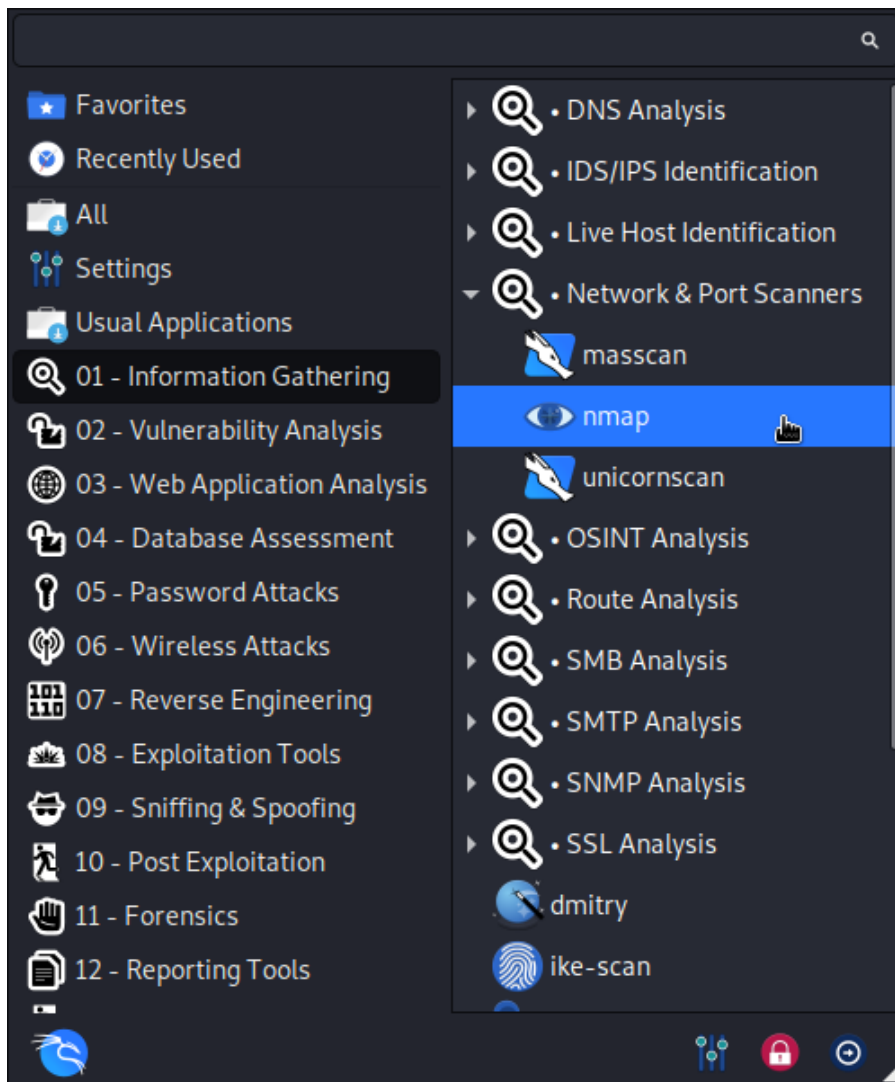 Favorites
Recently Used
All
Settings
Usual Applications
01 - Information Gathering
02 - Vulnerability Analysis
03 - Web Application Analysis
04 - Database Assessment
05 - Password Attacks
06 - Wireless Attacks
07 - Reverse Engineering
08 - Exploitation Tools
09 - Sniffing & Spoofing
10 - Post Exploitation
11 - Forensics
12 - Reporting Tools
• DNS Analysis
• IDS/IPS Identification
• Live Host Identification
• Network & Port Scanners
masscan
nmap
unicornscan
• OSINT Analysis
• Route Analysis
• SMB Analysis
• SMTP Analysis
• SNMP Analysis
• SSL Analysis
dmitry
ike-scan